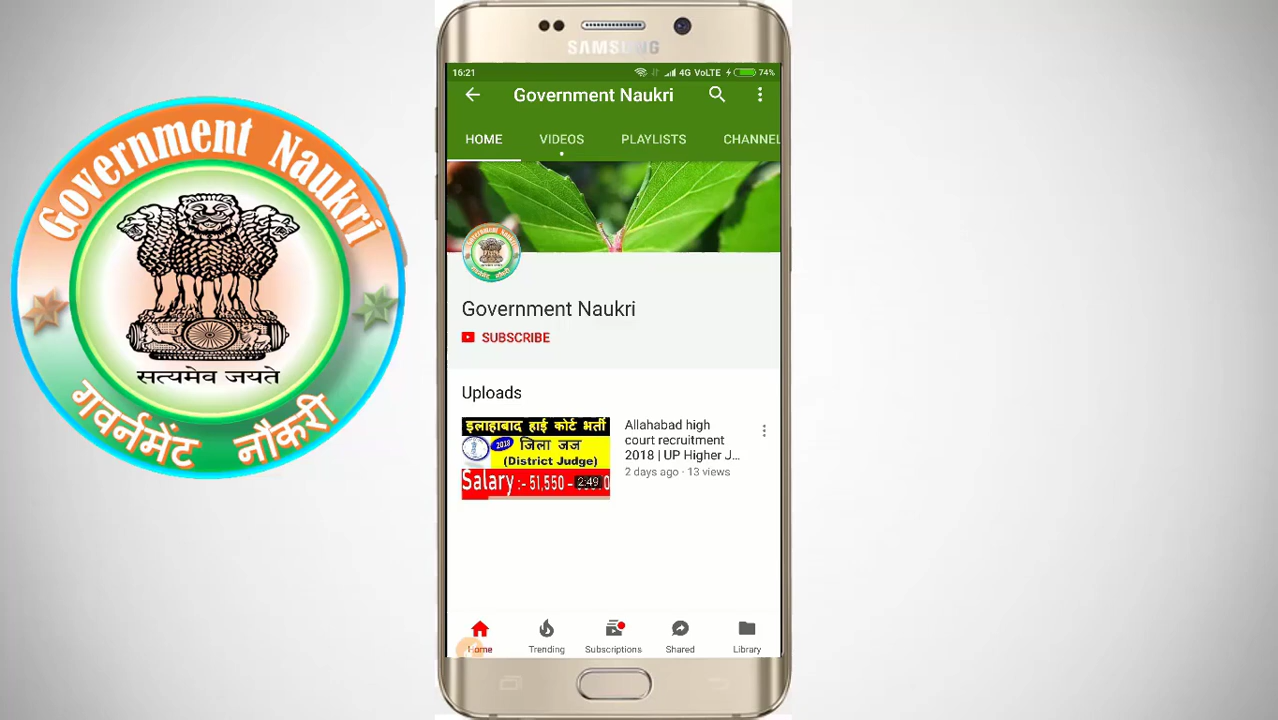 Government Naukri
सत्यमेव जयते
गवर्नमेंट नौकरी
SAMSUNG
16:21
4G VoLTE 74%
Government Naukri
HOME VIDEOS PLAYLISTS CHANNEL
Government Naukri
SUBSCRIBE
Uploads
इलाहाबाद हाई कोर्ट भर्ती
2018 जिला जज
(District Judge)
Salary :- 51,550 -
2:49
Allahabad high
court recruitment
2018 | UP Higher J...
2 days ago · 13 views
Home Trending Subscriptions Shared Library